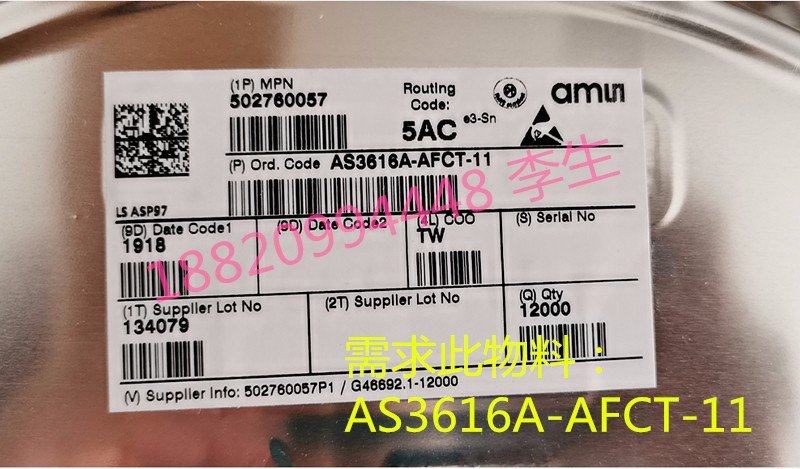 (1P) MPN
502760057
Routing
Code:
5AC
e3-Sn
amun
(P) Ord. Code AS3616A-AFCT-11
LS ASP97
(9D) Date Code1
1918
(9D) Date Code2
(4L) COO
TW
(S) Serial No
(1T) Supplier Lot No
134079
(2T) Supplier Lot No
(Q) Qty
12000
(V) Supplier Info: 502760057P1 / G46692.1-12000
18820994448 李生
需求此物料：
AS3616A-AFCT-11